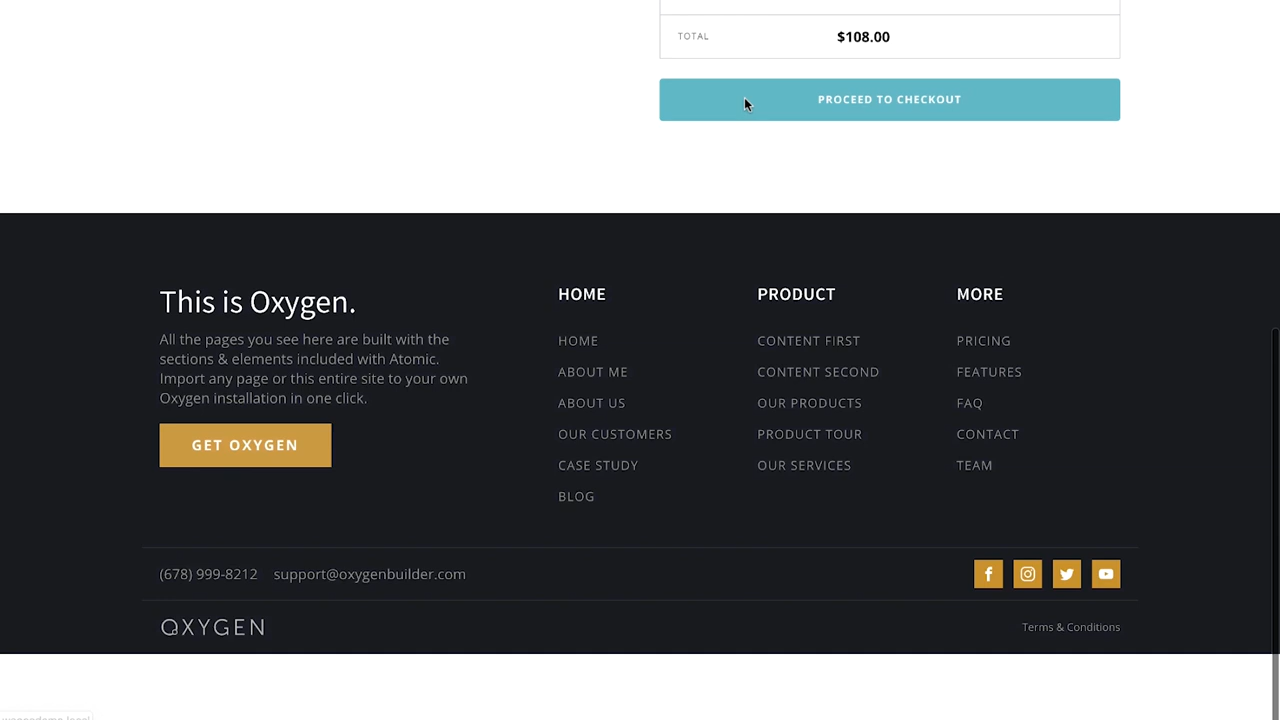 TOTAL $108.00
PROCEED TO CHECKOUT
This is Oxygen.
All the pages you see here are built with the
sections & elements included with Atomic.
Import any page or this entire site to your own
Oxygen installation in one click.
GET OXYGEN
HOME
HOME
ABOUT ME
ABOUT US
OUR CUSTOMERS
CASE STUDY
BLOG
PRODUCT
CONTENT FIRST
CONTENT SECOND
OUR PRODUCTS
PRODUCT TOUR
OUR SERVICES
MORE
PRICING
FEATURES
FAQ
CONTACT
TEAM
(678) 999-8212 support@oxygenbuilder.com
OXYGEN
Terms & Conditions